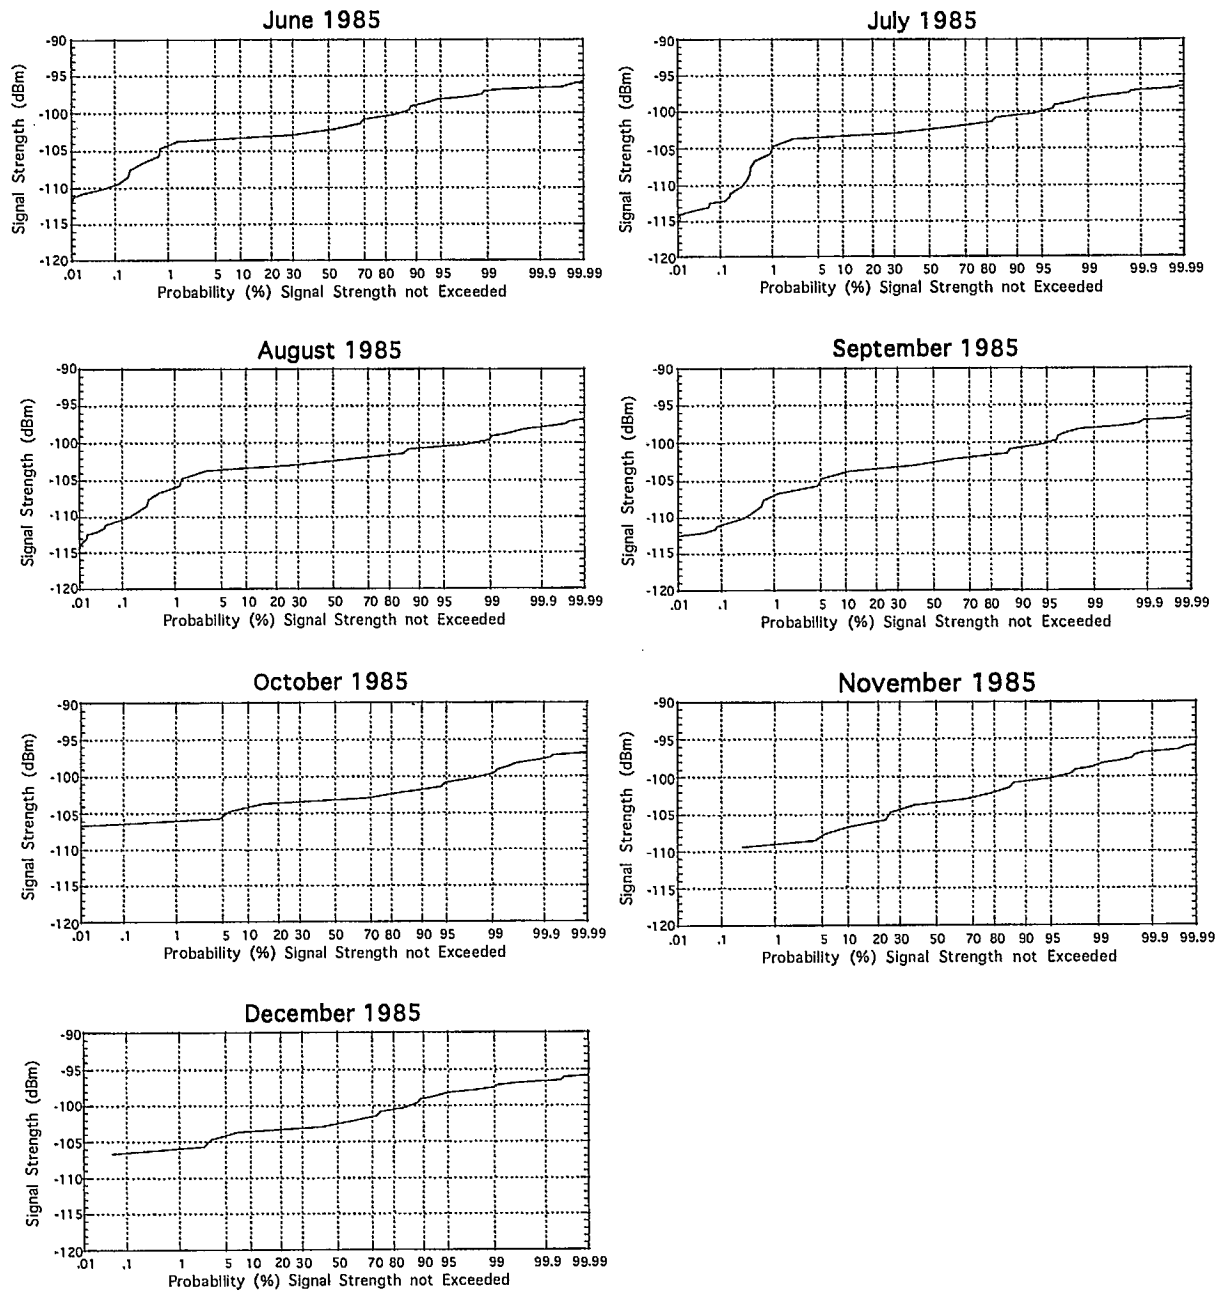 June 1985
Signal Strength (dBm)
-90
-95
-100
-105
-110
-115
-120
.01 .1 1 5 10 20 30 50 70 80 90 95 99 99.9 99.99
Probability (%) Signal Strength not Exceeded
July 1985
Signal Strength (dBm)
-90
-95
-100
-105
-110
-115
-120
.01 0.1 1 5 10 20 30 50 70 80 90 95 99 99.9 99.99
Probability (%) Signal Strength not Exceeded
August 1985
Signal Strength (dBm)
-90
-95
-100
-105
-110
-115
-120
.01 .1 1 5 10 20 30 50 70 80 90 95 99 99.9 99.99
Probability (%) Signal Strength not Exceeded
September 1985
Signal Strength (dBm)
-90
-95
-100
-105
-110
-115
-120
.01 0.1 1 5 10 20 30 50 70 80 90 95 99 99.9 99.99
Probability (%) Signal Strength not Exceeded
October 1985
Signal Strength (dBm)
-90
-95
-100
-105
-110
-115
-120
.01 .1 1 5 10 20 30 50 70 80 90 95 99 99.9 99.99
Probability (%) Signal Strength not Exceeded
November 1985
Signal Strength (dBm)
-90
-95
-100
-105
-110
-115
-120
.01 0.1 1 5 10 20 30 50 70 80 90 95 99 99.9 99.99
Probability (%) Signal Strength not Exceeded
December 1985
Signal Strength (dBm)
-90
-95
-100
-105
-110
-115
-120
.01 .1 1 5 10 20 30 50 70 80 90 95 99 99.9 99.99
Probability (%) Signal Strength not Exceeded